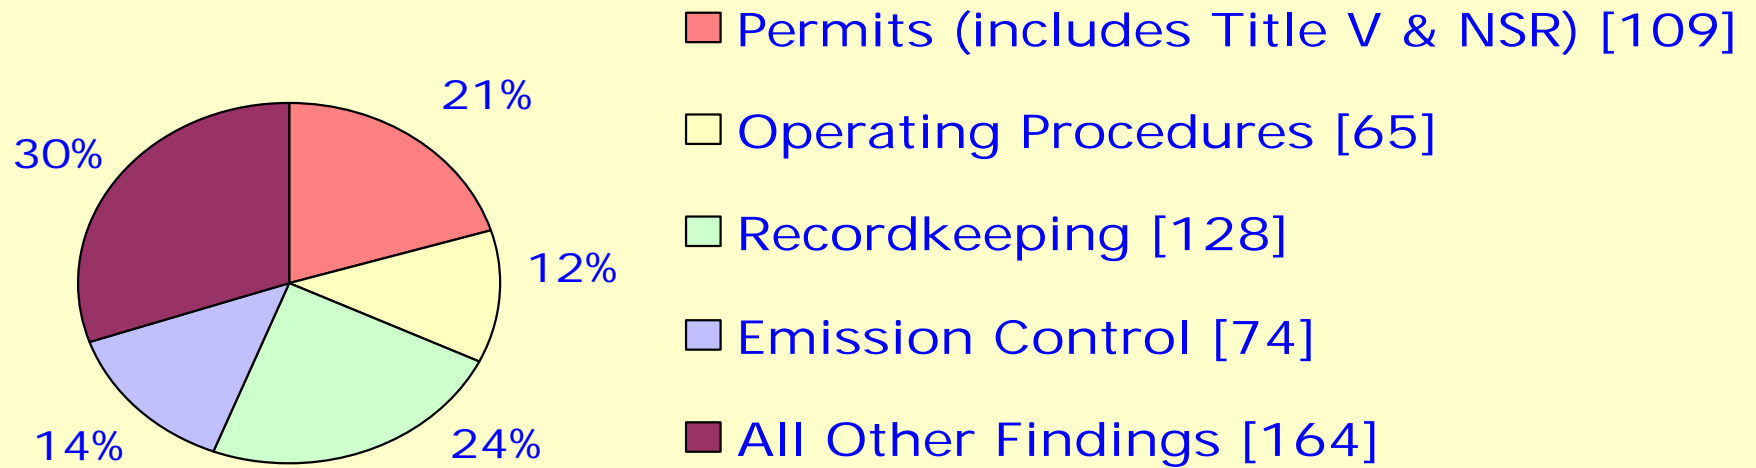 Permits (includes Title V & NSR) [109]
21%
Operating Procedures [65]
30%
Recordkeeping [128]
12%
Emission Control [74]
14%
24%
All Other Findings [164]